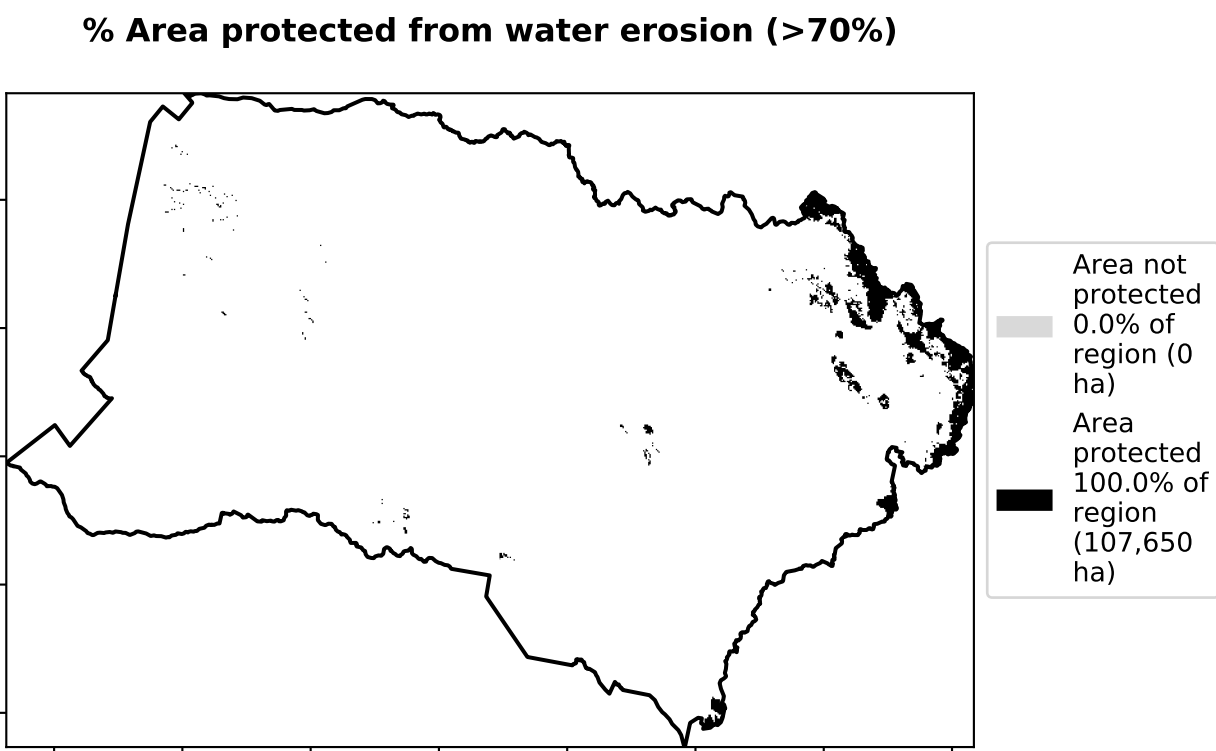 % Area protected from water erosion (>70%)
Area not
protected
0.0% of
region (0
ha)
Area
protected
100.0% of
region
(107,650
ha)